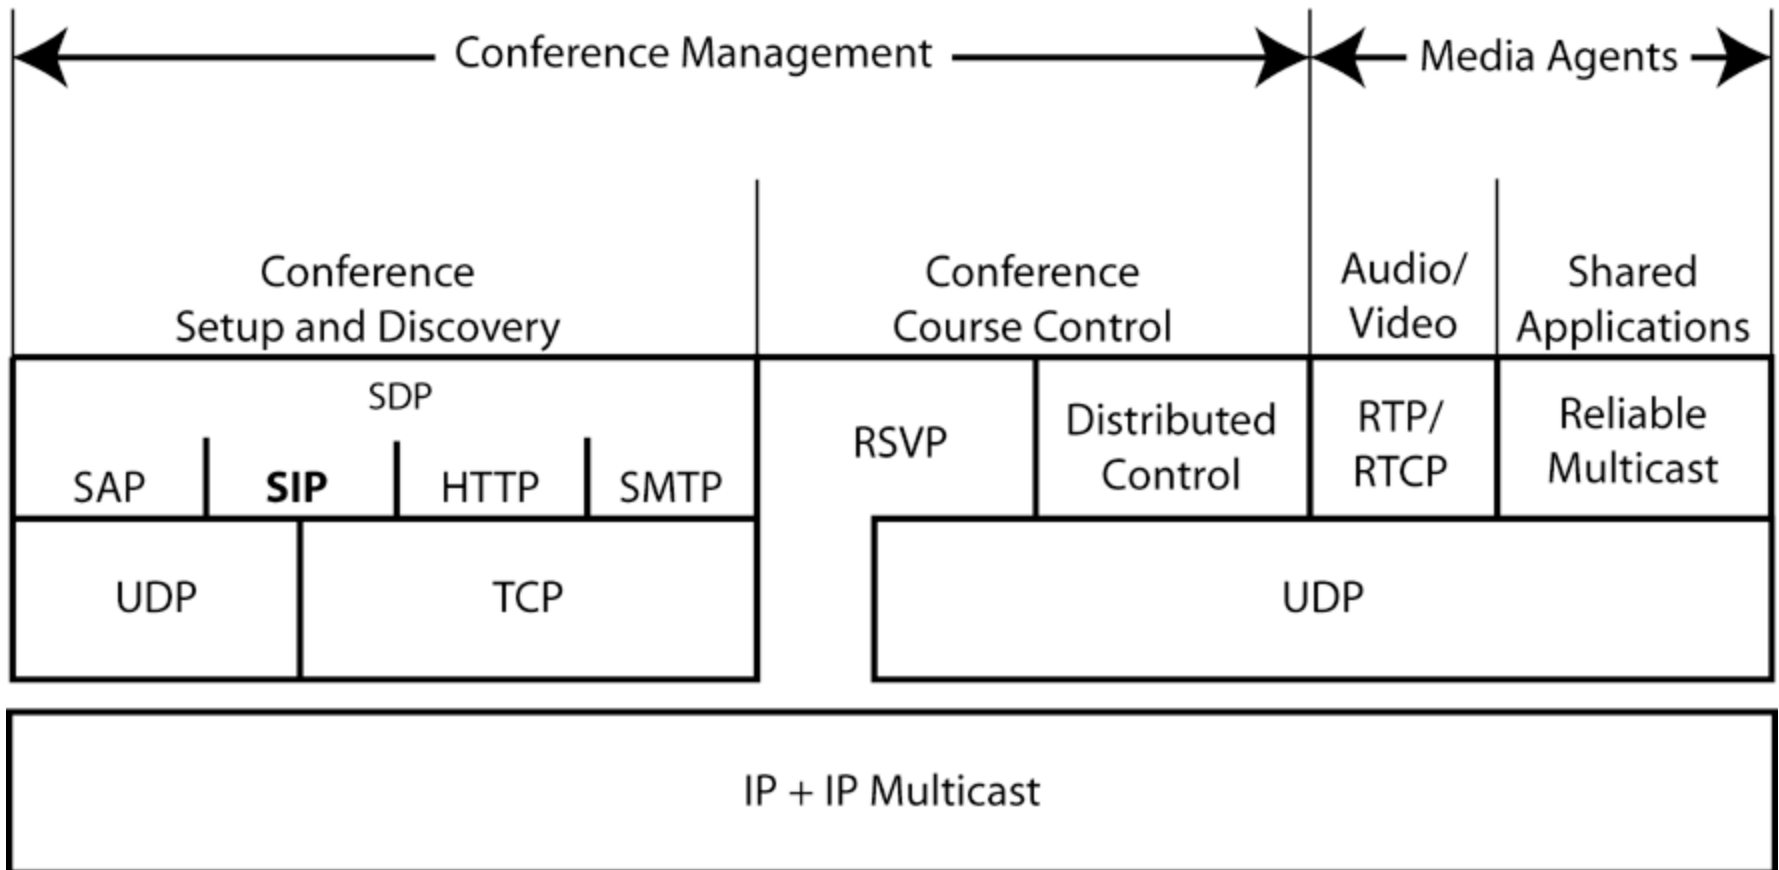 Conference Management
Media Agents
Conference
Setup and Discovery
Conference
Course Control
Audio/
Video
Shared
Applications
SDP
SAP
SIP
HTTP
SMTP
RSVP
Distributed
Control
RTP/
RTCP
Reliable
Multicast
UDP
TCP
UDP
IP + IP Multicast